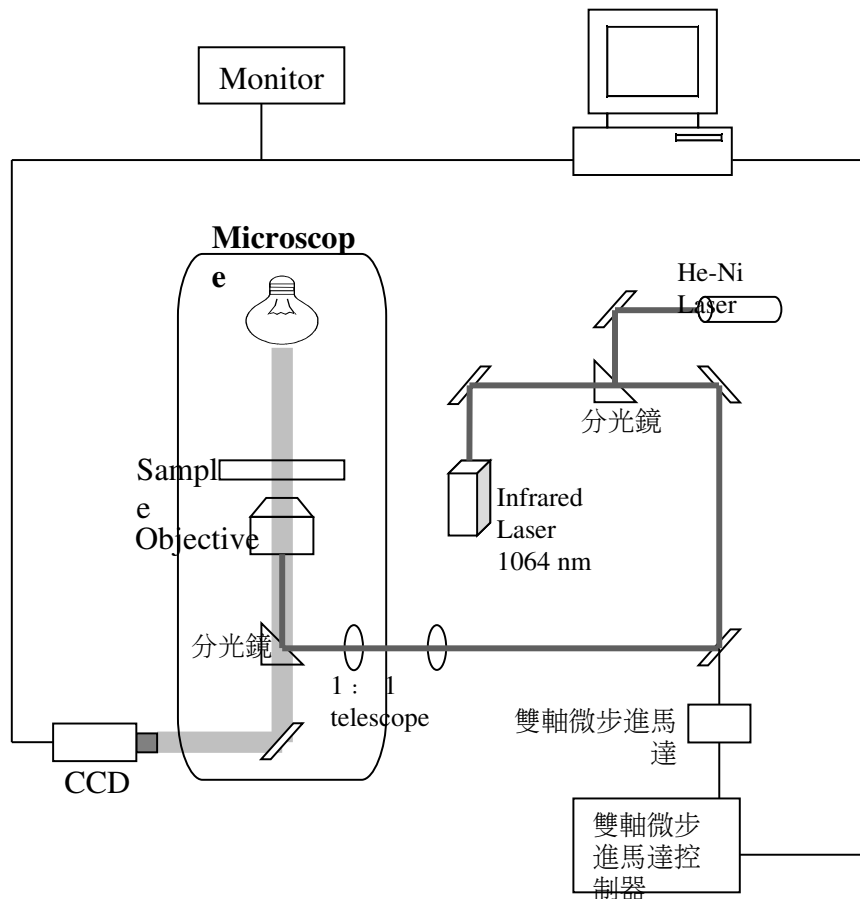 Monitor
Microscop
e
He-Ni
Laser
分光鏡
Sampl
e
Objective
Infrared
Laser
1064 nm
分光鏡
1： 1
telescope
雙軸微步進馬
達
CCD
雙軸微步
進馬達控
制器